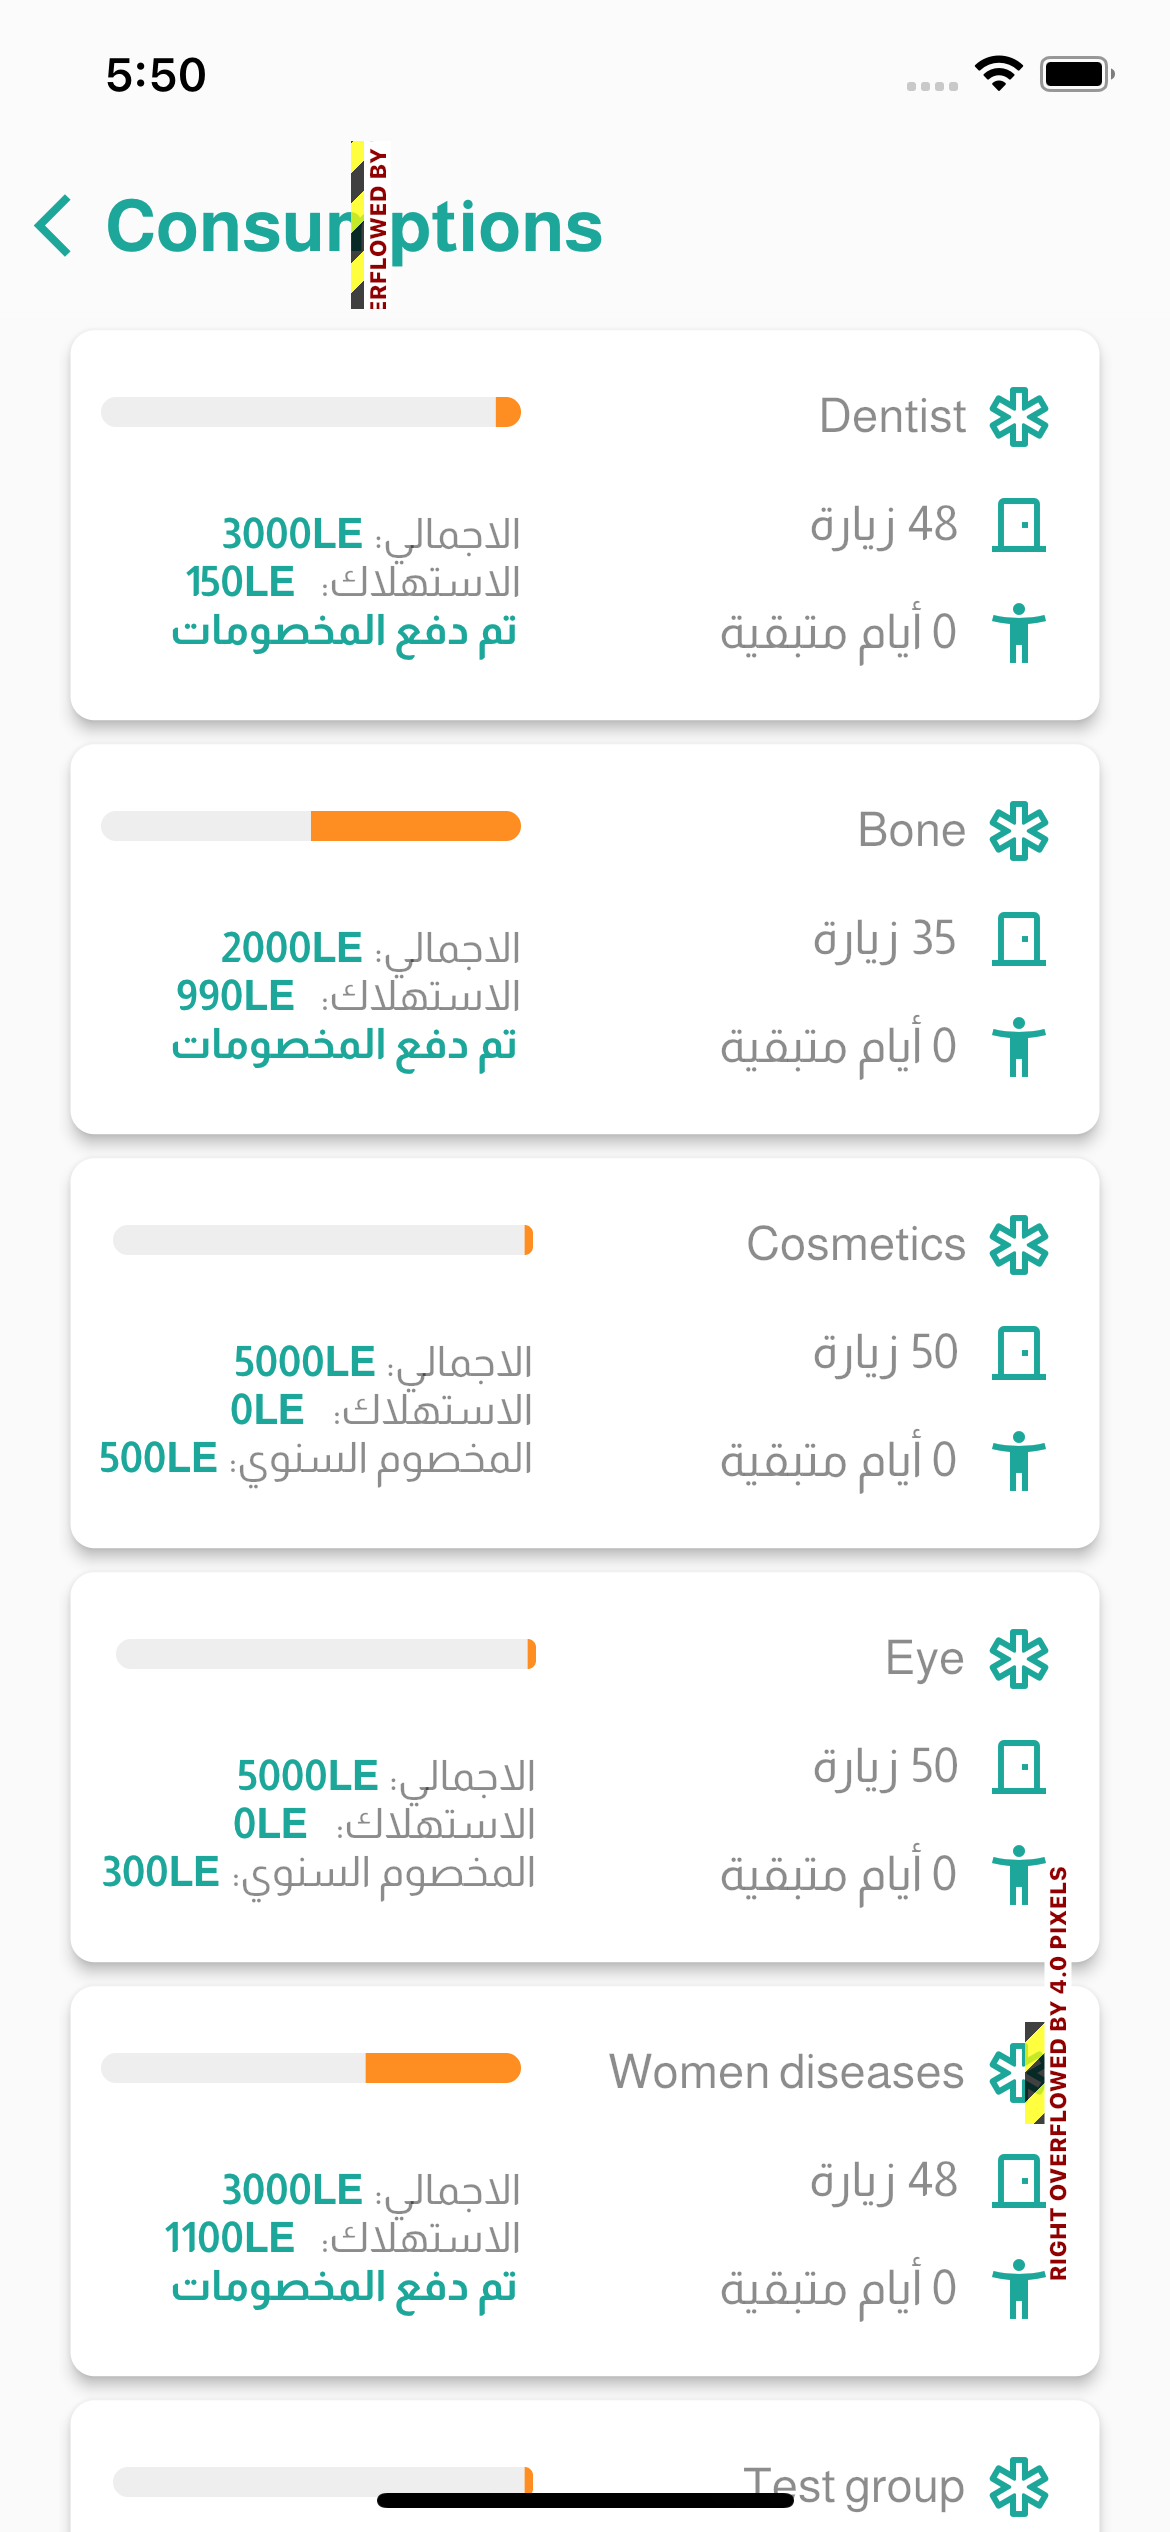 5:50
Consumptions
ERFLOWED BY
Dentist
48 زيارة
0 أيام متبقية
الاجمالي: 3000LE
الاستهلاك: 150LE
تم دفع المخصومات
Bone
35 زيارة
0 أيام متبقية
الاجمالي: 2000LE
الاستهلاك: 990LE
تم دفع المخصومات
Cosmetics
50 زيارة
0 أيام متبقية
الاجمالي: 5000LE
الاستهلاك: 0LE
المخصوم السنوي: 500LE
Eye
50 زيارة
0 أيام متبقية
الاجمالي: 5000LE
الاستهلاك: 0LE
المخصوم السنوي: 300LE
RIGHT OVERFLOWED BY 4.0 PIXELS
Women diseases
48 زيارة
0 أيام متبقية
الاجمالي: 3000LE
الاستهلاك: 1100LE
تم دفع المخصومات
Test group